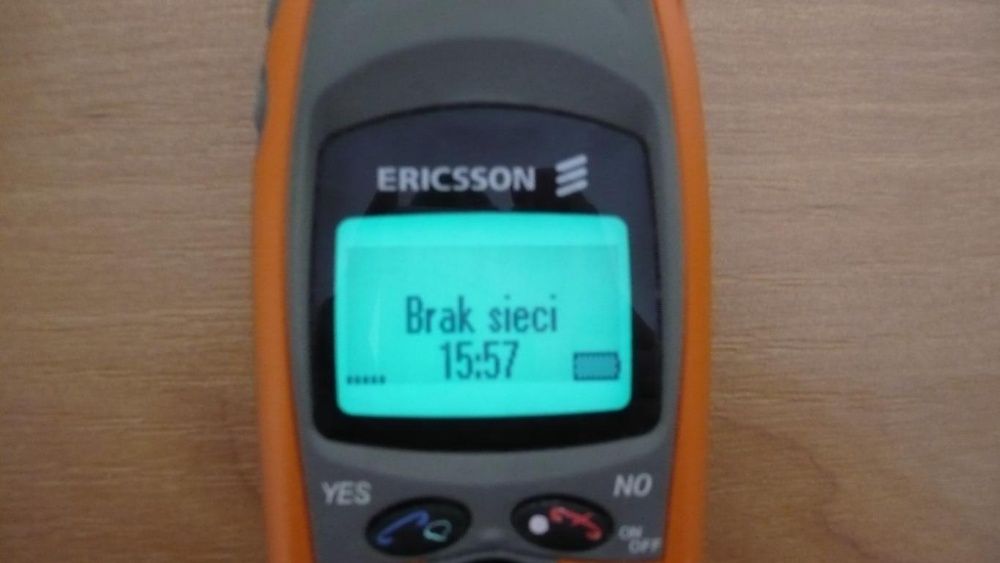 ERICSSON
Brak sieci
15:57
YES
NO
ON
OFF